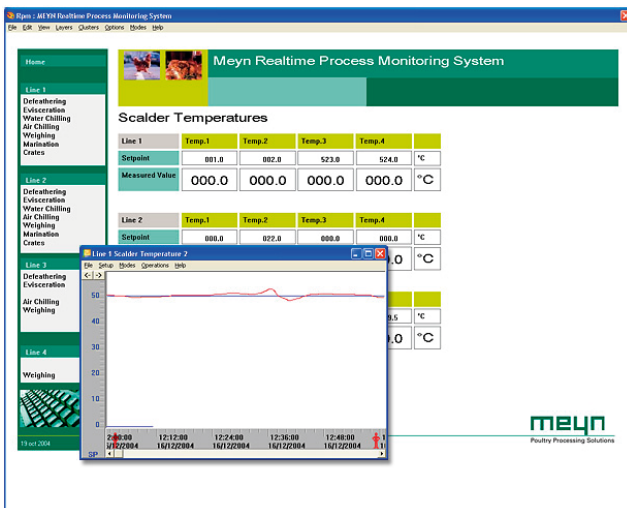 Rpm : MEYN Realtime Process Monitoring System
File Edit View Layers Clusters Options Modes Help
Home
Meyn Realtime Process Monitoring System
Line 1
Defeathering
Evisceration
Water Chilling
Air Chilling
Weighing
Marination
Crates
Line 2
Defeathering
Evisceration
Water Chilling
Air Chilling
Weighing
Marination
Crates
Line 3
Defeathering
Evisceration
Air Chilling
Weighing
Line 4
Weighing
19 oct 2004
Scalder Temperatures
Line 1 Temp.1 Temp.2 Temp.3 Temp.4
Setpoint 001.0 002.0 523.0 524.0 °C
Measured Value 000.0 000.0 000.0 000.0 °C
Line 2 Temp.1 Temp.2 Temp.3 Temp.4
Setpoint 000.0 022.0 000.0 000.0 °C
.0 °C
9.5 °C
.0 °C
Line 1 Scalder Temperature 2
File Setup Modes Operations Help
<- ->
50
40
30
20
10
0
2:00:00 12:12:00 12:24:00 12:36:00 12:48:00 1
/12/2004 16/12/2004 16/12/2004 16/12/2004 16/12/2004
SP
meyn
Poultry Processing Solutions